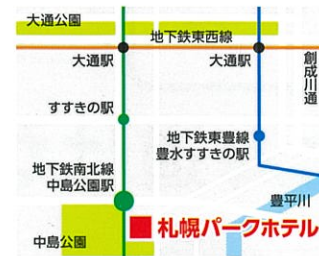 大通公園
地下鉄東西線
大通駅
大通駅
創成川通
すすきの駅
地下鉄東豊線
豊水すすきの駅
地下鉄南北線
中島公園駅
豊平川
札幌パークホテル
中島公園